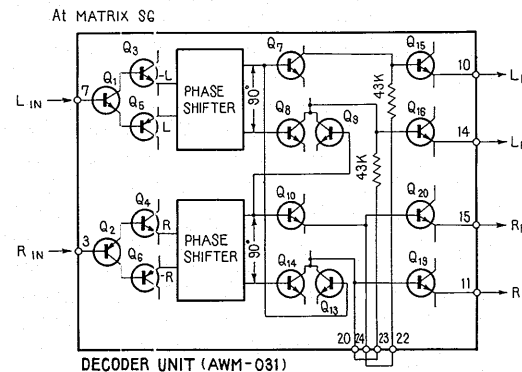 At MATRIX SG
Q3
Q7
Q15
10
-L
Q1
7
L IN
PHASE
SHIFTER
90°
Q5
L
Q8
Q9
43K
Q16
14
43K
Q4
Q10
Q20
R
15
Q2
3
R IN
PHASE
SHIFTER
90°
Q6
-R
Q14
Q13
Q19
11
R
20 24 23 22
DECODER UNIT (AWM-031)